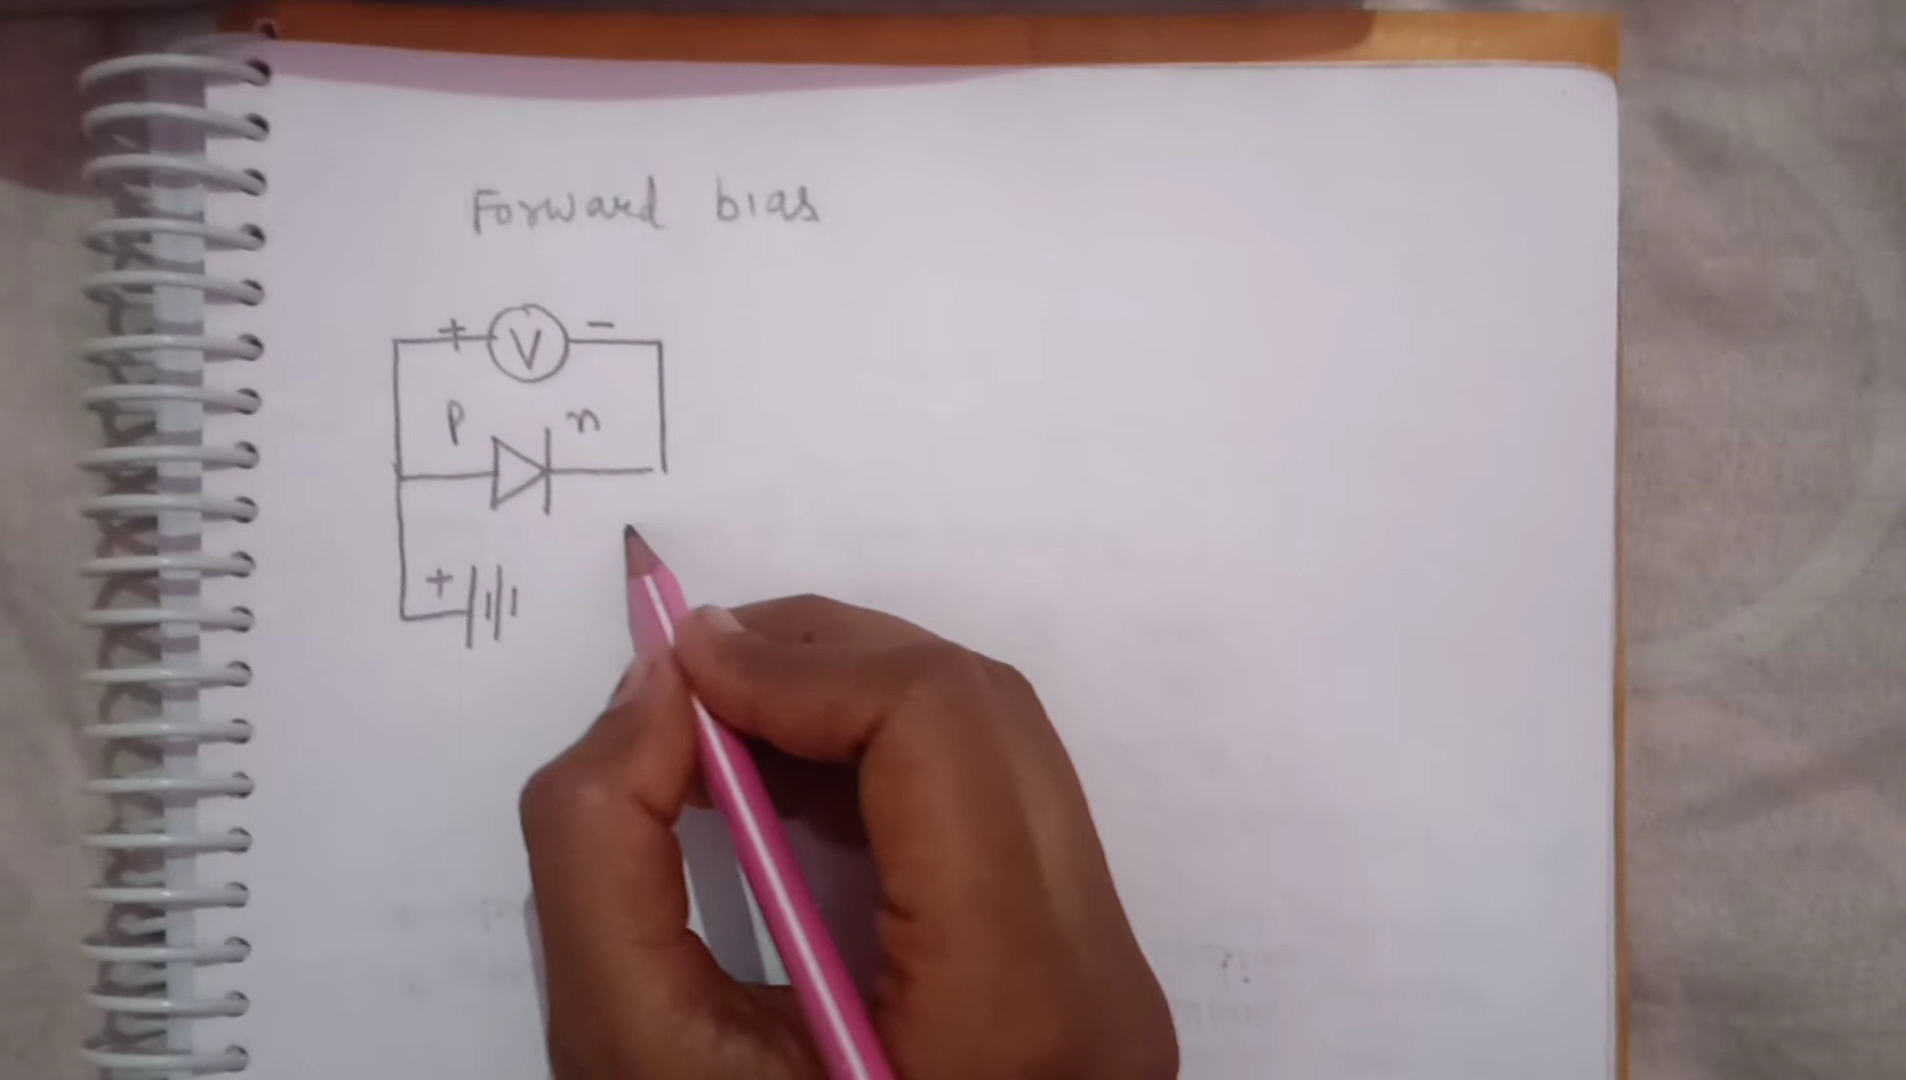 Forward bias
+ V −
P n
+